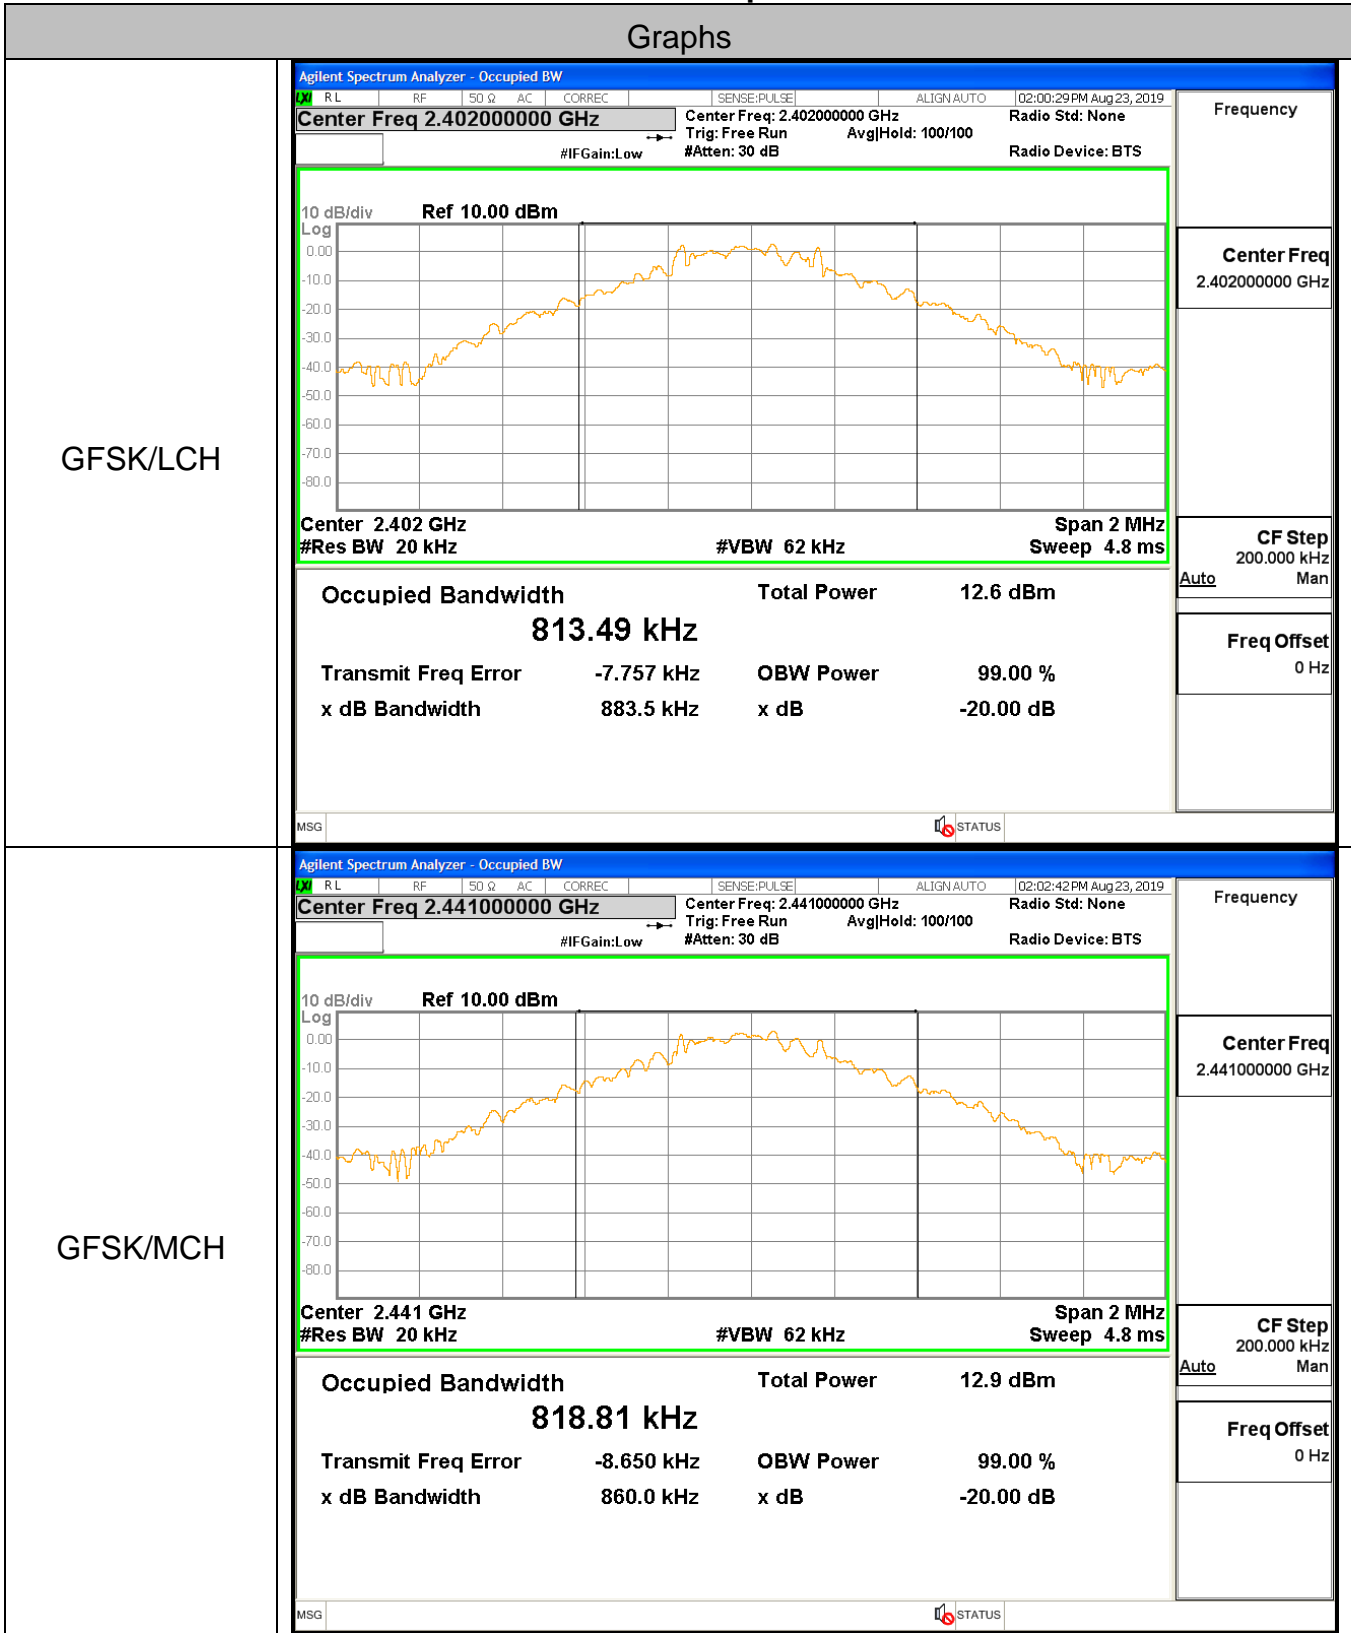 Graphs
GFSK/LCH
Agilent Spectrum Analyzer - Occupied BW
LXI RL RF 50 Ω AC CORREC SENSE:PULSE ALIGN AUTO 02:00:29 PM Aug 23, 2019
Center Freq 2.402000000 GHz
Center Freq: 2.402000000 GHz
Radio Std: None
Trig: Free Run Avg|Hold: 100/100
#IFGain:Low #Atten: 30 dB Radio Device: BTS
10 dB/div Ref 10.00 dBm
Log
0.00
-10.0
-20.0
-30.0
-40.0
-50.0
-60.0
-70.0
-80.0
Center 2.402 GHz Span 2 MHz
#Res BW 20 kHz #VBW 62 kHz Sweep 4.8 ms
Occupied Bandwidth Total Power 12.6 dBm
813.49 kHz
Transmit Freq Error -7.757 kHz OBW Power 99.00 %
x dB Bandwidth 883.5 kHz x dB -20.00 dB
MSG STATUS
Frequency
Center Freq
2.402000000 GHz
CF Step
200.000 kHz
Auto Man
Freq Offset
0 Hz
GFSK/MCH
Agilent Spectrum Analyzer - Occupied BW
LXI RL RF 50 Ω AC CORREC SENSE:PULSE ALIGN AUTO 02:02:42 PM Aug 23, 2019
Center Freq 2.441000000 GHz
Center Freq: 2.441000000 GHz
Radio Std: None
Trig: Free Run Avg|Hold: 100/100
#IFGain:Low #Atten: 30 dB Radio Device: BTS
10 dB/div Ref 10.00 dBm
Log
0.00
-10.0
-20.0
-30.0
-40.0
-50.0
-60.0
-70.0
-80.0
Center 2.441 GHz Span 2 MHz
#Res BW 20 kHz #VBW 62 kHz Sweep 4.8 ms
Occupied Bandwidth Total Power 12.9 dBm
818.81 kHz
Transmit Freq Error -8.650 kHz OBW Power 99.00 %
x dB Bandwidth 860.0 kHz x dB -20.00 dB
MSG STATUS
Frequency
Center Freq
2.441000000 GHz
CF Step
200.000 kHz
Auto Man
Freq Offset
0 Hz